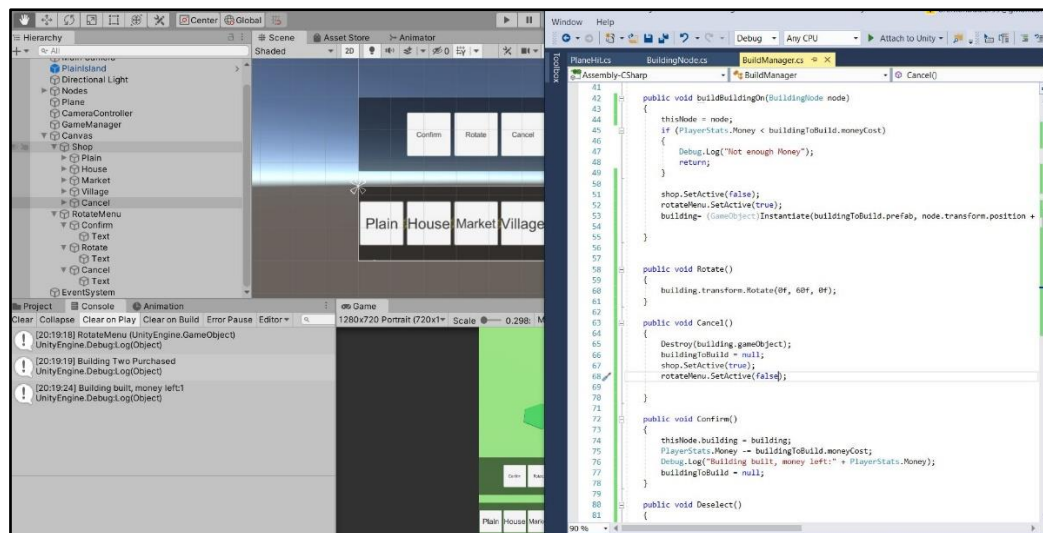 Center Global
Hierarchy
All
PlainIsland
Directional Light
Nodes
Plane
CameraController
GameManager
Canvas
Shop
Plain
House
Market
Village
Cancel
RotateMenu
Confirm
Text
Rotate
Text
Cancel
Text
EventSystem
Scene Asset Store Animator
Shaded 2D 0
Confirm Rotate Cancel
Plain House Market Village
Project Console Animation
Clear Collapse Clear on Play Clear on Build Error Pause Editor
[20:19:18] RotateMenu (UnityEngine.GameObject)
UnityEngine.Debug:Log(Object)
[20:19:19] Building Two Purchased
UnityEngine.Debug:Log(Object)
[20:19:24] Building built, money left:1
UnityEngine.Debug:Log(Object)
Game
1280x720 Portrait (720x1 Scale 0.298: M
Confirm
Plain House
Window Help
Debug Any CPU Attach to Unity
Toolbox
PlaneHit.cs BuildingNode.cs BuildManager.cs
Assembly-CSharp BuildManager Cancel()
41
42 public void buildBuildingOn(BuildingNode node)
43 {
44 thisNode = node;
45 if (PlayerStats.Money < buildingToBuild.moneyCost)
46 {
47 Debug.Log("Not enough Money");
48 return;
49 }
50
51 shop.SetActive(false);
52 rotateMenu.SetActive(true);
53 building= (GameObject)Instantiate(buildingToBuild.prefab, node.transform.position +
54
55 }
56
57
58 public void Rotate()
59 {
60 building.transform.Rotate(0f, 60f, 0f);
61 }
62
63 public void Cancel()
64 {
65 Destroy(building.gameObject);
66 buildingToBuild = null;
67 shop.SetActive(true);
68 rotateMenu.SetActive(false);
69
70 }
71
72 public void Confirm()
73 {
74 thisNode.building = building;
75 PlayerStats.Money -= buildingToBuild.moneyCost;
76 Debug.Log("Building built, money left:" + PlayerStats.Money);
77 buildingToBuild = null;
78 }
79
80 public void Deselect()
81 {
90 %